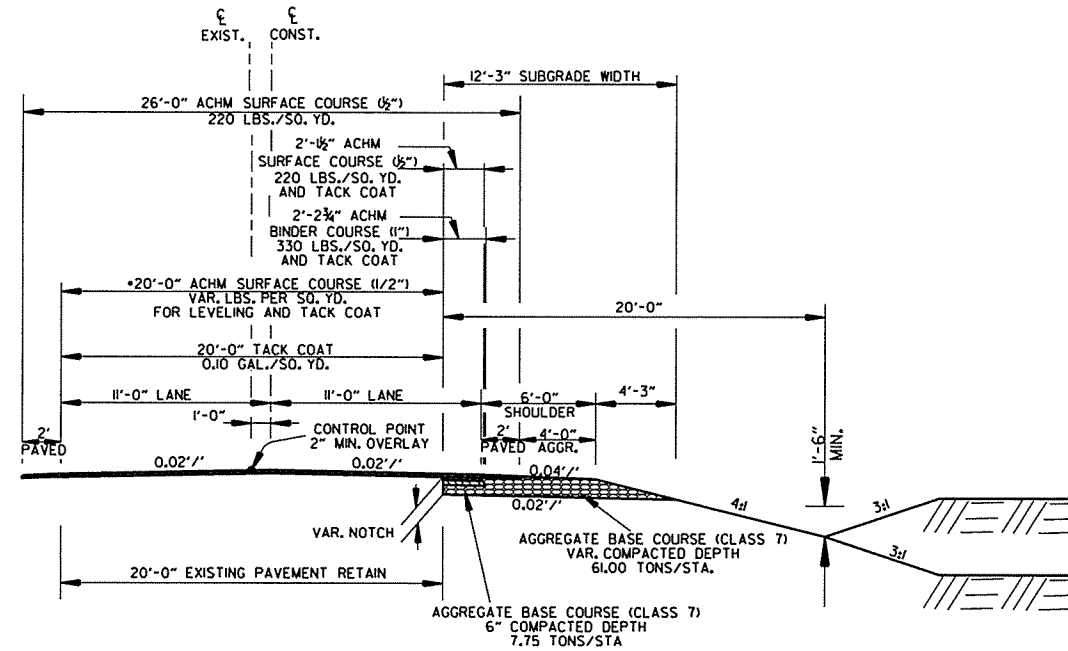 ℄ ℄
EXIST. CONST.
12'-3" SUBGRADE WIDTH
26'-0" ACHM SURFACE COURSE (½")
220 LBS./SQ. YD.
2'-1½" ACHM
SURFACE COURSE (½")
220 LBS./SQ. YD.
AND TACK COAT
2'-2¾" ACHM
BINDER COURSE (1")
330 LBS./SQ. YD.
AND TACK COAT
*20'-0" ACHM SURFACE COURSE (1/2")
VAR. LBS. PER SQ. YD.
FOR LEVELING AND TACK COAT
20'-0"
20'-0" TACK COAT
0.10 GAL./SQ. YD.
11'-0" LANE 11'-0" LANE 6'-0" 4'-3"
SHOULDER
1'-0"
1'-6"
MIN.
2'
PAVED
CONTROL POINT
2" MIN. OVERLAY
2'
PAVED
4'-0"
AGGR.
0.02'/' 0.02'/' 0.04'/'
0.02'/'
4:1
3:1
3:1
VAR. NOTCH
AGGREGATE BASE COURSE (CLASS 7)
VAR. COMPACTED DEPTH
61.00 TONS/STA.
20'-0" EXISTING PAVEMENT RETAIN
AGGREGATE BASE COURSE (CLASS 7)
6" COMPACTED DEPTH
7.75 TONS/STA